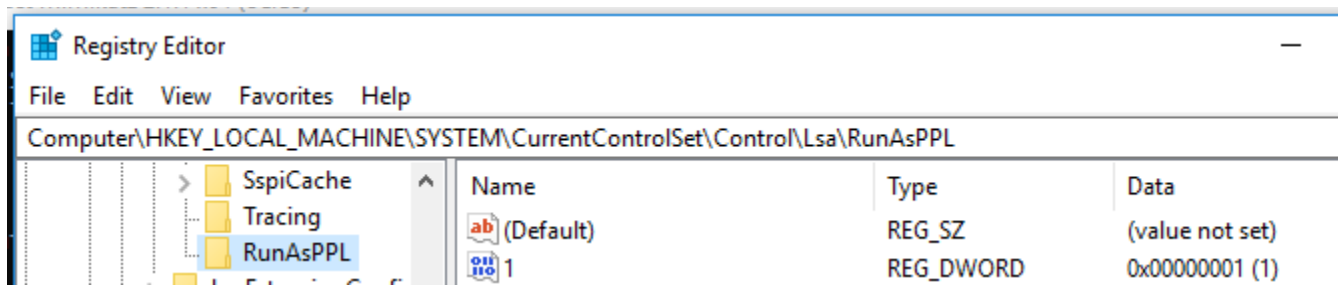 Registry Editor
File Edit View Favorites Help
Computer\HKEY_LOCAL_MACHINE\SYSTEM\CurrentControlSet\Control\Lsa\RunAsPPL
SspiCache
Tracing
RunAsPPL
Name Type Data
(Default) REG_SZ (value not set)
1 REG_DWORD 0x00000001 (1)